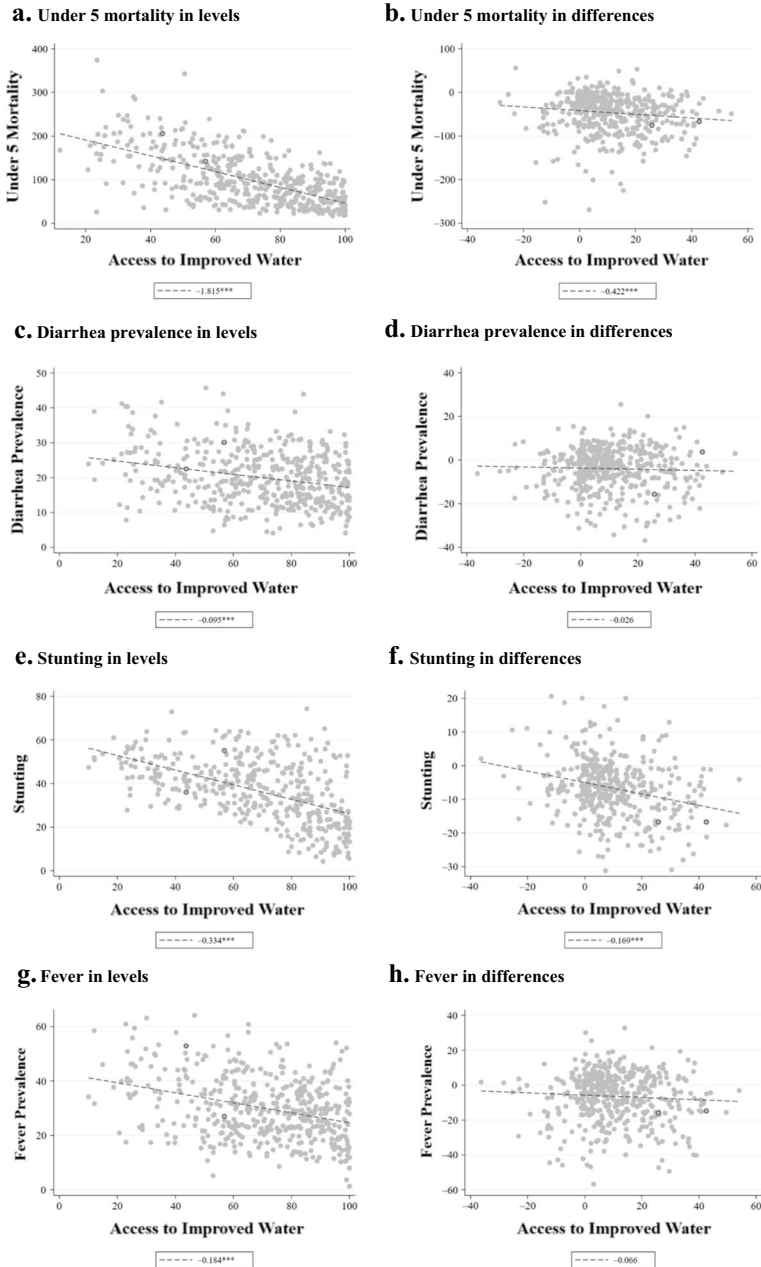 a. Under 5 mortality in levels
400
300
200
100
0
Under 5 Mortality
20 40 60 80 100
Access to Improved Water
–1.815***
b. Under 5 mortality in differences
100
0
–100
–200
–300
Under 5 Mortality
–40 –20 0 20 40 60
Access to Improved Water
–0.422***
c. Diarrhea prevalence in levels
50
40
30
20
10
0
Diarrhea Prevalence
0 20 40 60 80 100
Access to Improved Water
–0.095***
d. Diarrhea prevalence in differences
40
20
0
–20
–40
Diarrhea Prevalence
–40 –20 0 20 40 60
Access to Improved Water
–0.026
e. Stunting in levels
80
60
40
20
0
Stunting
0 20 40 60 80 100
Access to Improved Water
–0.334***
f. Stunting in differences
20
10
0
–10
–20
–30
Stunting
–40 –20 0 20 40 60
Access to Improved Water
–0.169***
g. Fever in levels
60
40
20
0
Fever Prevalence
0 20 40 60 80 100
Access to Improved Water
–0.184***
h. Fever in differences
40
20
0
–20
–40
–60
Fever Prevalence
–40 –20 0 20 40 60
Access to Improved Water
–0.066